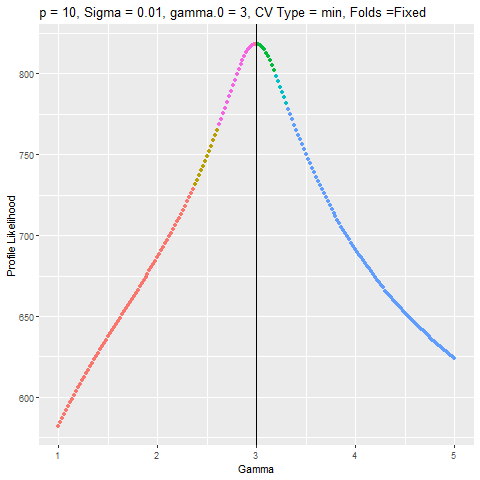 p = 10, Sigma = 0.01, gamma.0 = 3, CV Type = min, Folds =Fixed
Profile Likelihood
800
750
700
650
600
1 2 3 4 5
Gamma